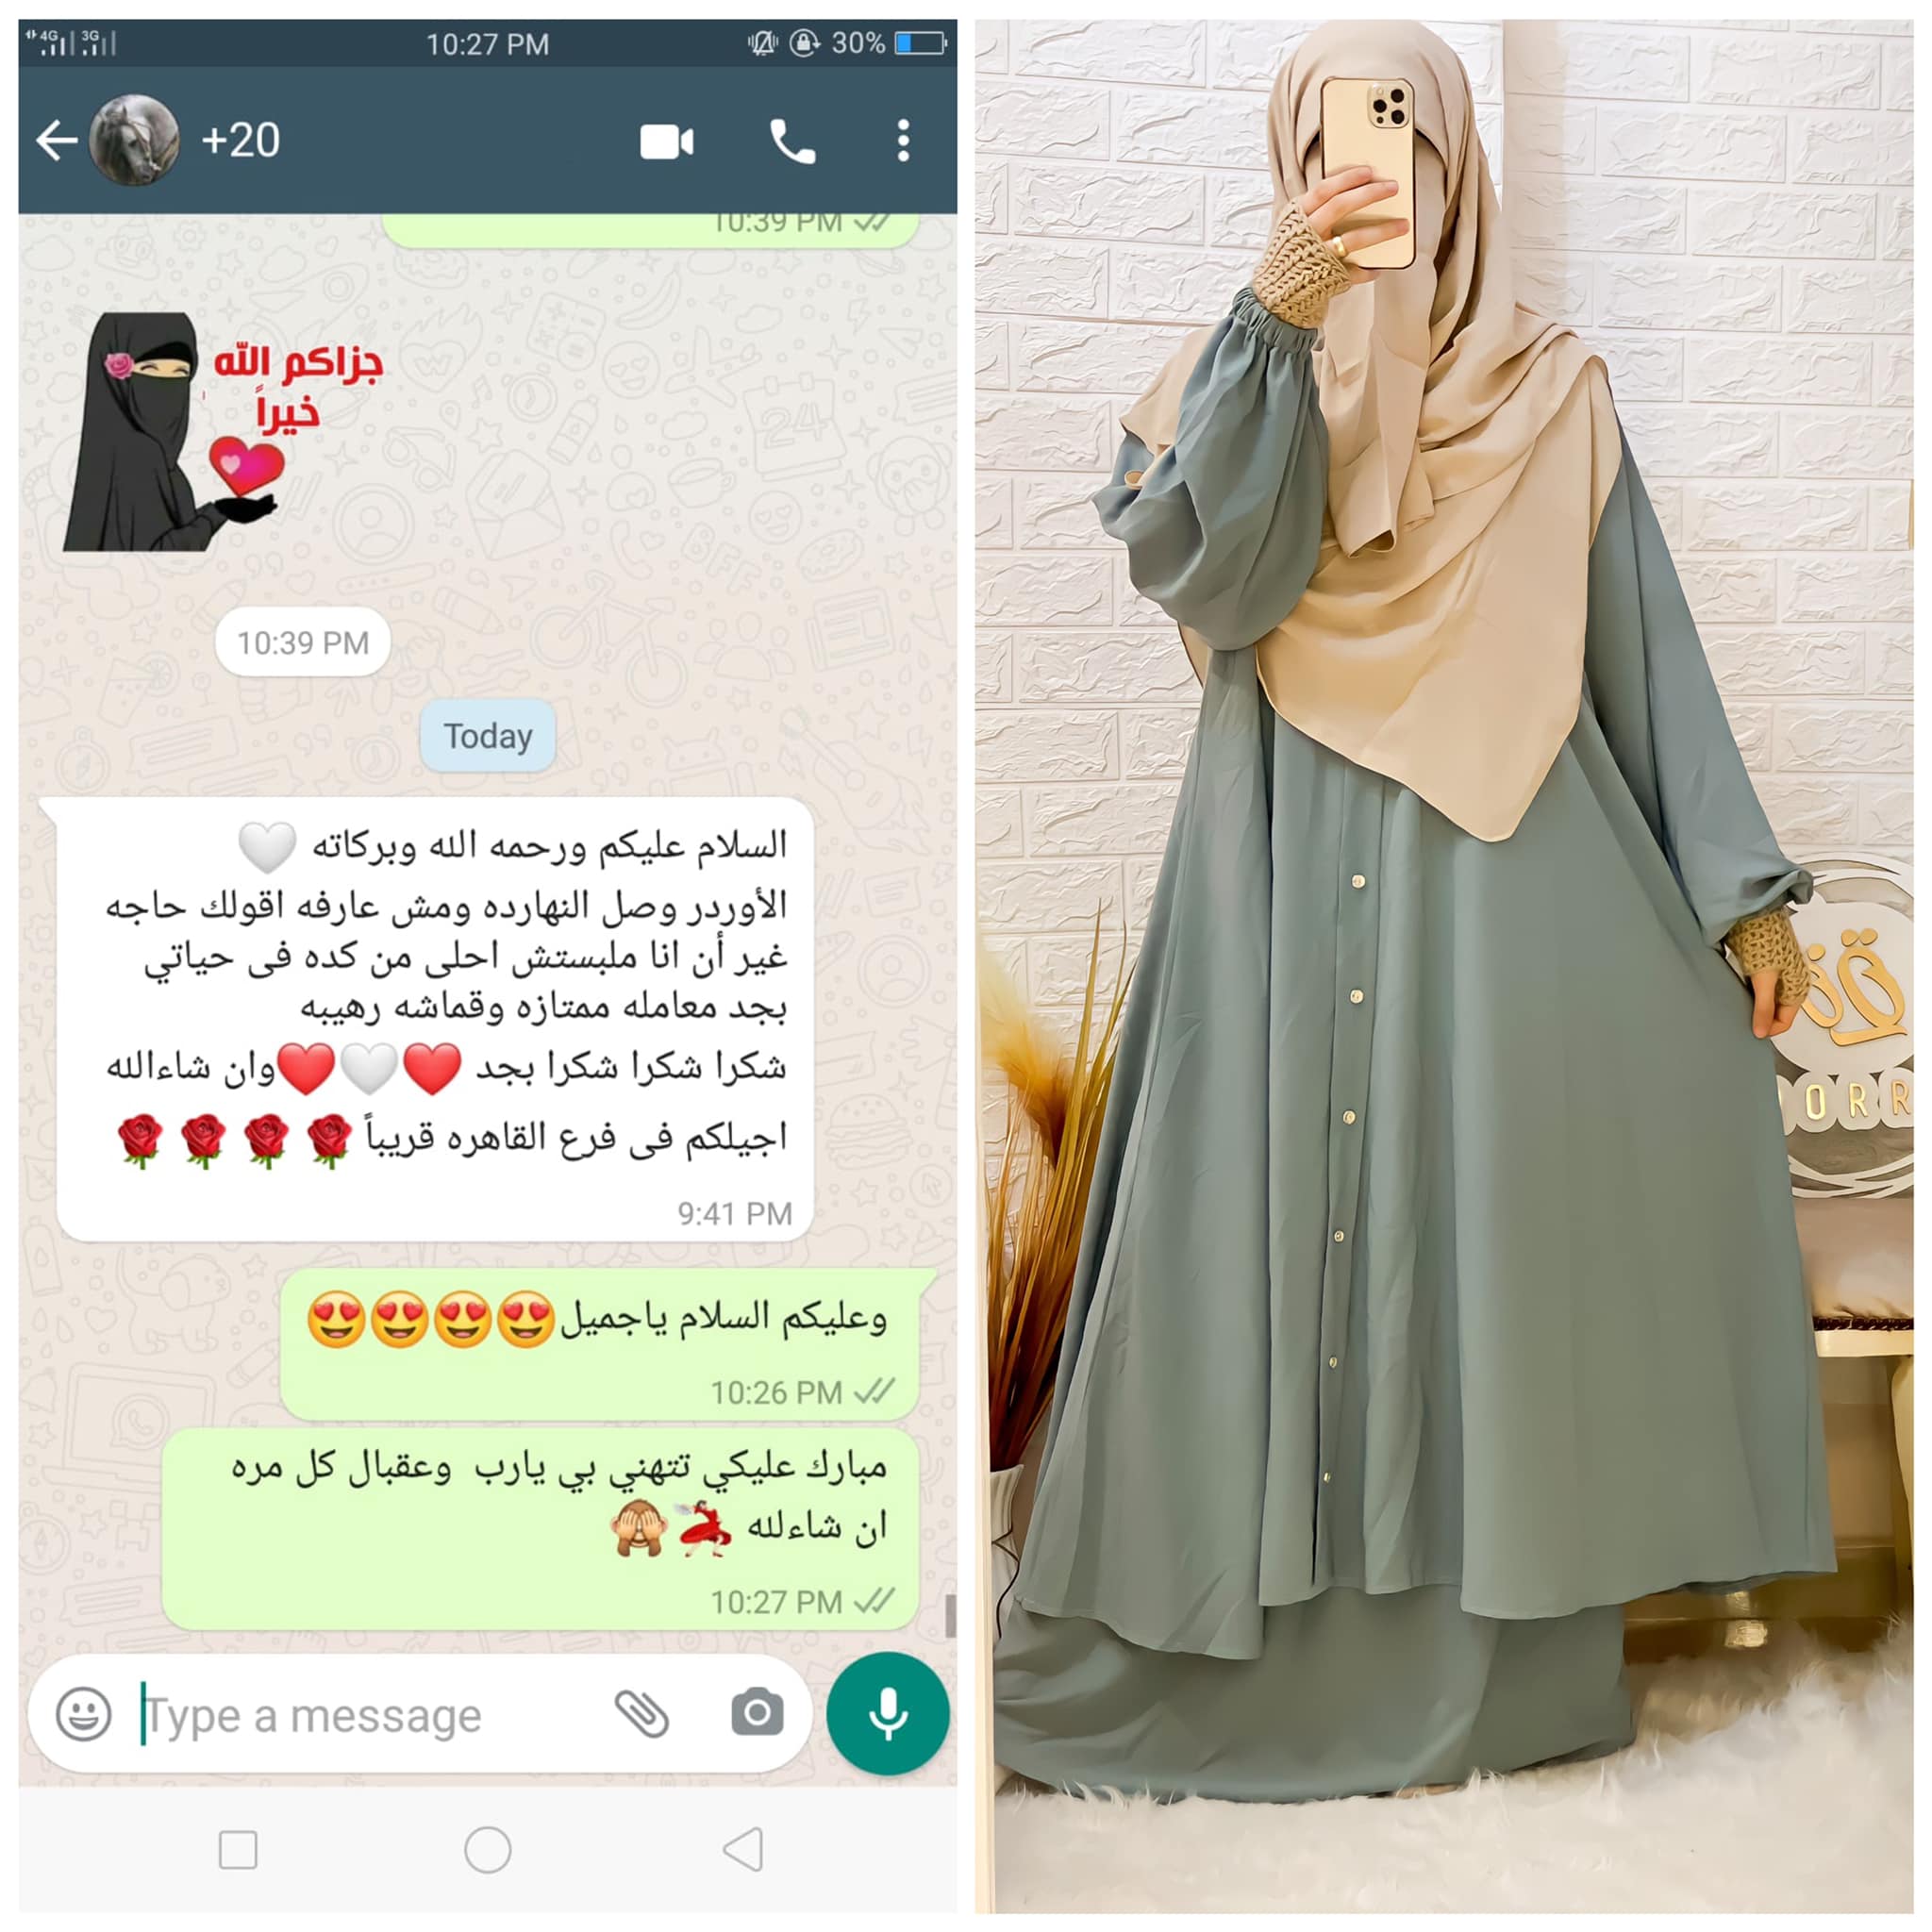 4G 3G 10:27 PM 30%
+20
10:39 PM
جزاكم الله
خيراً
10:39 PM
Today
السلام عليكم ورحمه الله وبركاته 🤍
الأوردر وصل النهارده ومش عارفه اقولك حاجه
غير أن انا ملبستش احلى من كده فى حياتي
بجد معامله ممتازه وقماشه رهيبه
شكرا شكرا شكرا بجد ❤️🤍❤️وان شاءالله
اجيلكم فى فرع القاهره قريباً🌹🌹🌹🌹
9:41 PM
وعليكم السلام ياجميل😍😍😍😍
10:26 PM
مبارك عليكي تتهني بي يارب وعقبال كل مره
ان شاءلله 💃🙈
10:27 PM
Type a message
ORR